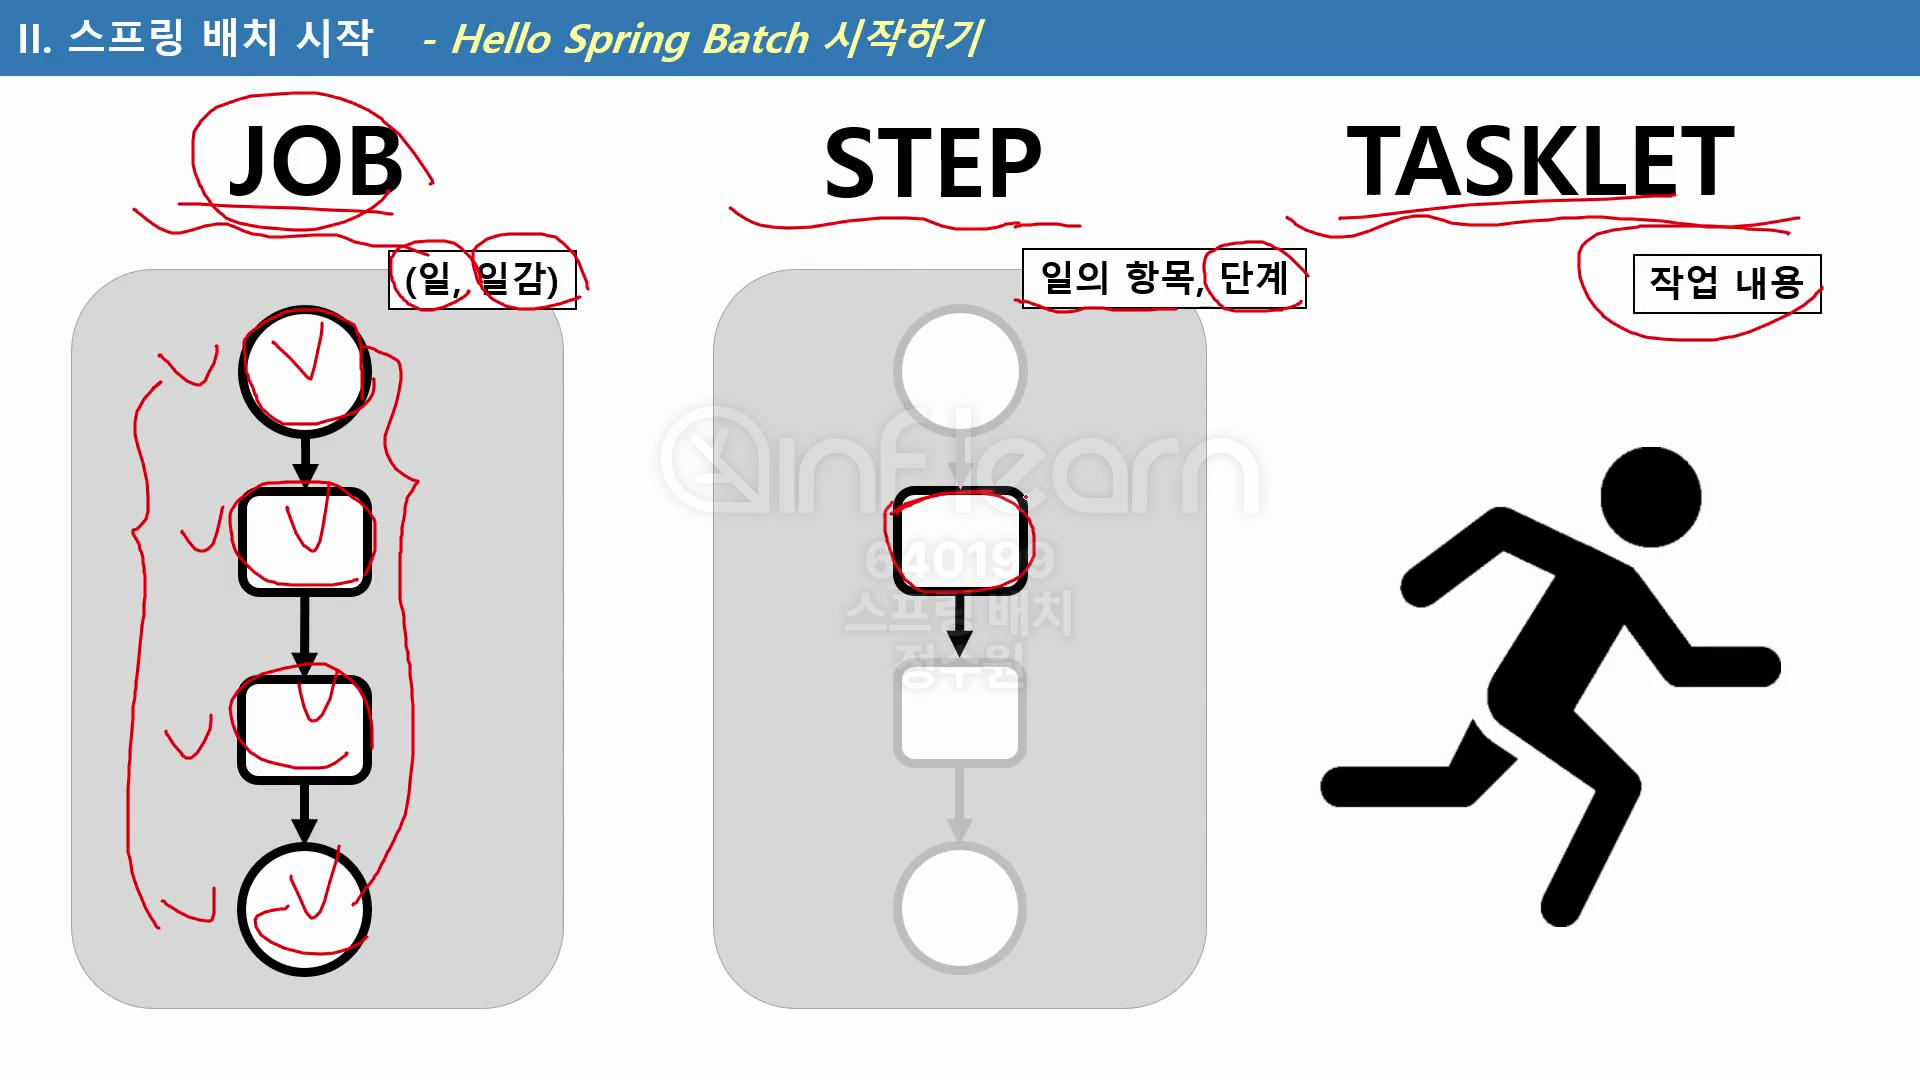 II. 스프링 배치 시작 - Hello Spring Batch 시작하기
JOB
STEP
TASKLET
(일, 일감)
일의 항목, 단계
작업 내용
inflearn
640199
스프링 배치
정수원